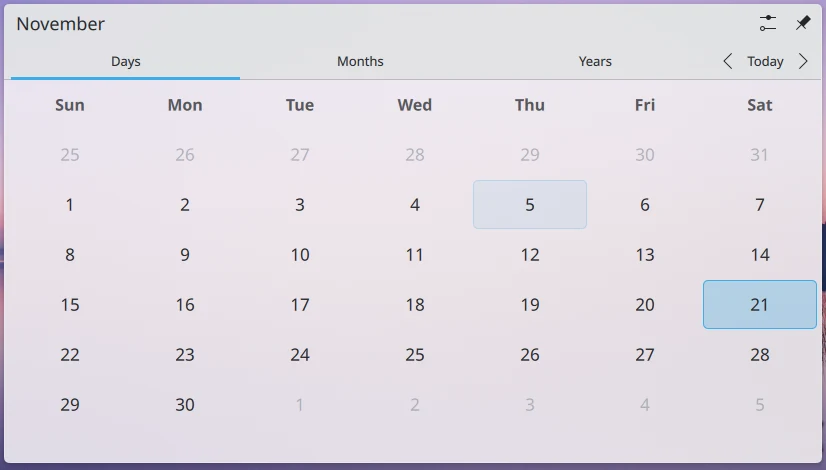 November
Days Months Years Today
Sun Mon Tue Wed Thu Fri Sat
25 26 27 28 29 30 31
1 2 3 4 5 6 7
8 9 10 11 12 13 14
15 16 17 18 19 20 21
22 23 24 25 26 27 28
29 30 1 2 3 4 5